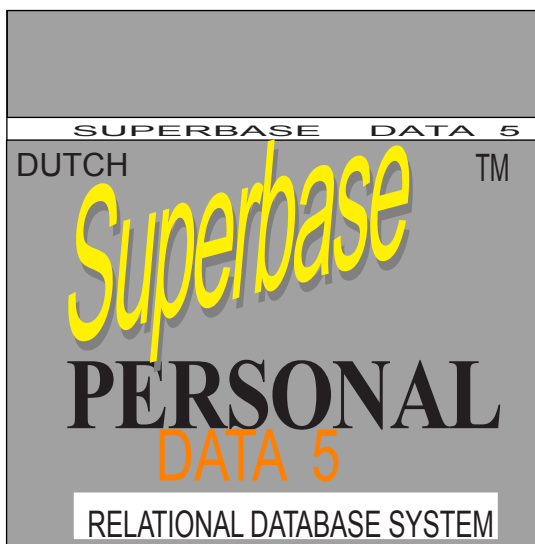 SUPERBASE DATA 5
DUTCH TM
Superbase
PERSONAL
DATA 5
RELATIONAL DATABASE SYSTEM